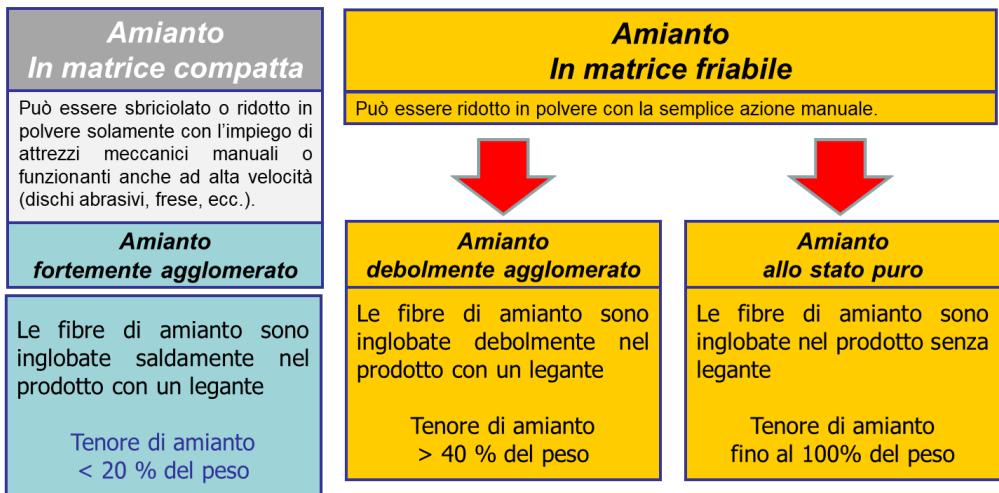 Amianto
In matrice compatta
Può essere sbriciolato o ridotto in
polvere solamente con l'impiego di
attrezzi meccanici manuali o
funzionanti anche ad alta velocità
(dischi abrasivi, frese, ecc.).
Amianto
fortemente agglomerato
Le fibre di amianto sono
inglobate saldamente nel
prodotto con un legante
Tenore di amianto
< 20 % del peso
Amianto
In matrice friabile
Può essere ridotto in polvere con la semplice azione manuale.
Amianto
debolmente agglomerato
Le fibre di amianto sono
inglobate debolmente nel
prodotto con un legante
Tenore di amianto
> 40 % del peso
Amianto
allo stato puro
Le fibre di amianto sono
inglobate nel prodotto senza
legante
Tenore di amianto
fino al 100% del peso